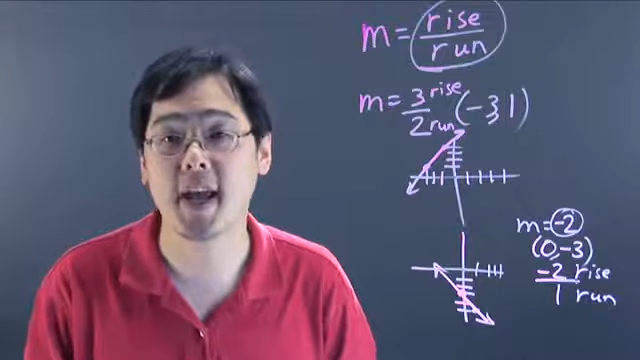 m = rise/run
m = 3/2 rise run (-3, 1)
m = -2
(0, -3)
-2 rise
1 run